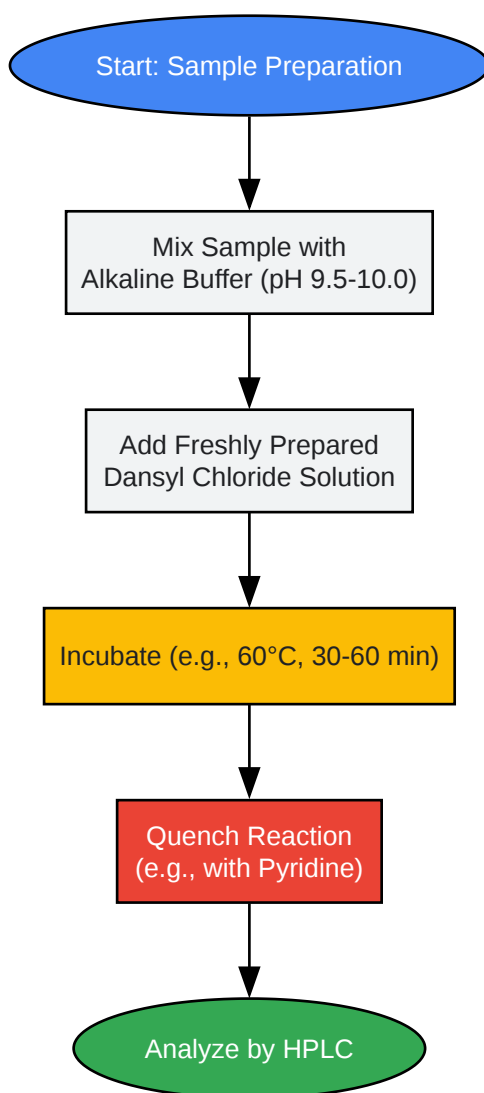 Start: Sample Preparation
Mix Sample with
Alkaline Buffer (pH 9.5-10.0)
Add Freshly Prepared
Dansyl Chloride Solution
Incubate (e.g., 60°C, 30-60 min)
Quench Reaction
(e.g., with Pyridine)
Analyze by HPLC